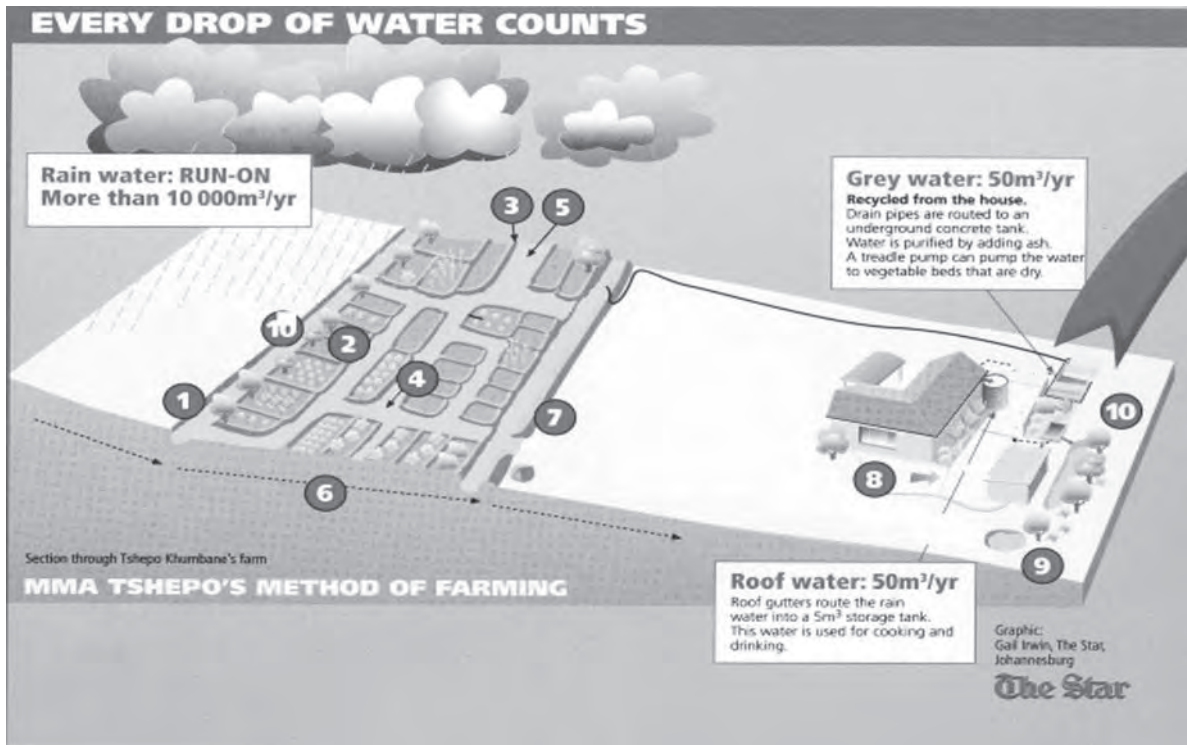 EVERY DROP OF WATER COUNTS
Rain water: RUN-ON
More than 10 000m³/yr
Grey water: 50m³/yr
Recycled from the house.
Drain pipes are routed to an
underground concrete tank.
Water is purified by adding ash.
A treadle pump can pump the water
to vegetable beds that are dry.
3
5
10
2
4
1
7
10
8
6
9
Section through Tshepo Khumbane's farm
MMA TSHEPO'S METHOD OF FARMING
Roof water: 50m³/yr
Roof gutters route the rain
water into a 5m³ storage tank.
This water is used for cooking and
drinking.
Graphic:
Gail Irwin, The Star,
Johannesburg
The Star